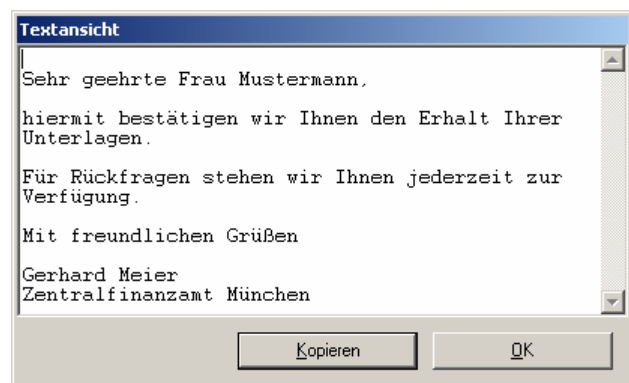 Textansicht
Sehr geehrte Frau Mustermann,
hiermit bestätigen wir Ihnen den Erhalt Ihrer
Unterlagen.
Für Rückfragen stehen wir Ihnen jederzeit zur
Verfügung.
Mit freundlichen Grüßen
Gerhard Meier
Zentralfinanzamt München
Kopieren
OK